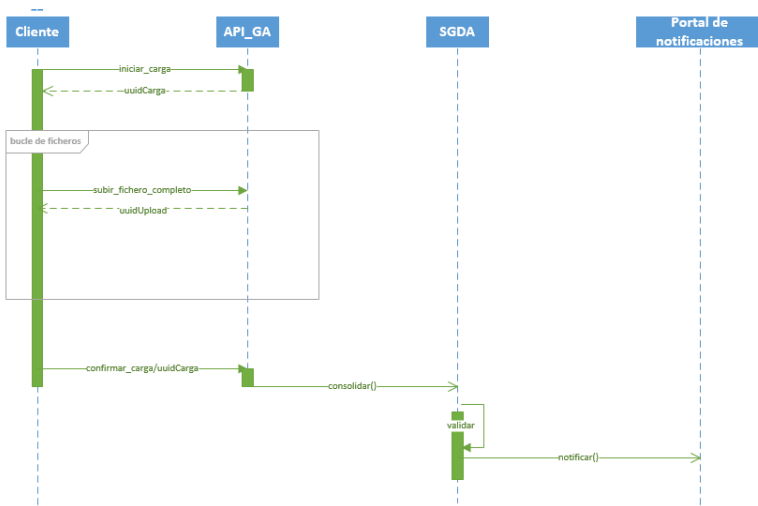 Cliente
API_GA
SGDA
Portal de
notificaciones
iniciar_carga
uuidCarga
bucle de ficheros
subir_fichero_completo
uuidUpload
confirmar_carga/uuidCarga
consolidar()
validar
notificar()